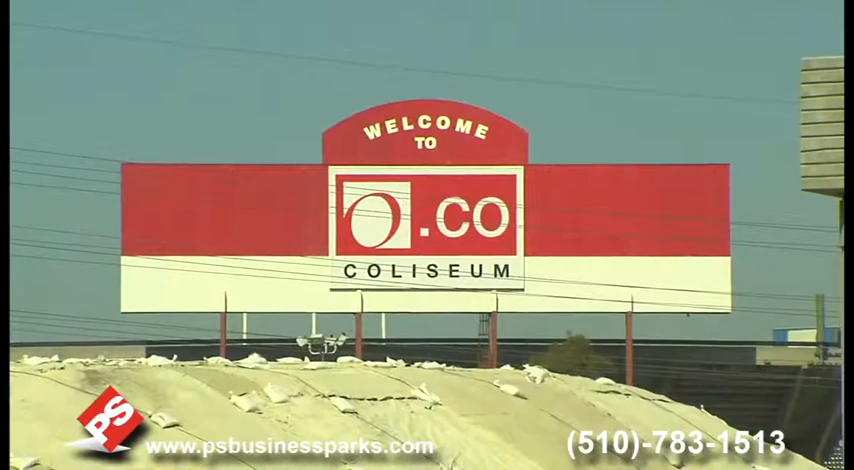 WELCOME
TO
O.co
COLISEUM
PS
www.psbusinessparks.com
(510)-783-1513